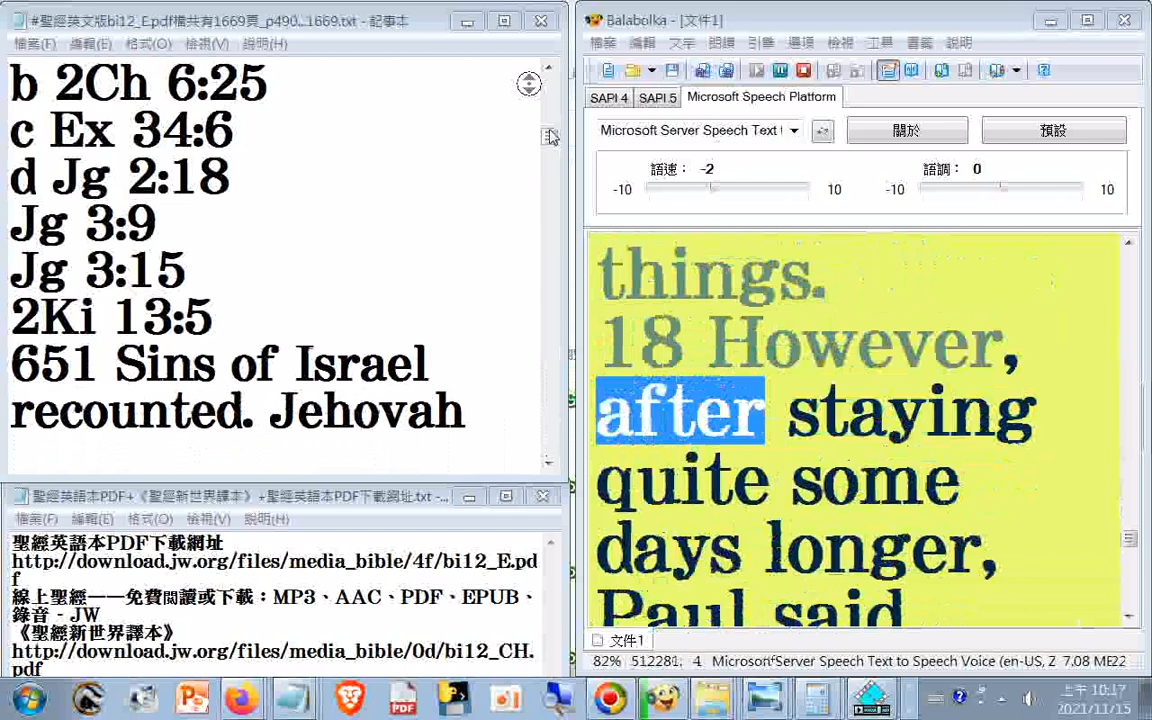 #聖經英文版bi12_E.pdf檔共有1669頁_p490...1669.txt - 記事本
檔案(F) 編輯(E) 格式(O) 檢視(V) 說明(H)
b 2Ch 6:25
c Ex 34:6
d Jg 2:18
Jg 3:9
Jg 3:15
2Ki 13:5
651 Sins of Israel
recounted. Jehovah
聖經英語本PDF+《聖經新世界譯本》+聖經英語本PDF下載網址.txt -...
檔案(F) 編輯(E) 格式(O) 檢視(V) 說明(H)
聖經英語本PDF下載網址
http://download.jw.org/files/media_bible/4f/bi12_E.pd
f
線上聖經——免費閱讀或下載：MP3、AAC、PDF、EPUB、
錄音 - JW
《聖經新世界譯本》
http://download.jw.org/files/media_bible/0d/bi12_CH.
pdf
Balabolka - [文件1]
檔案 編輯 文字 朗讀 引擎 選項 檢視 工具 書籤 說明
SAPI 4 SAPI 5 Microsoft Speech Platform
Microsoft Server Speech Text 關於 預設
語速： -2 語調： 0
-10 10 -10 10
things.
18 However,
after staying
quite some
days longer,
Paul said
文件1
82% 512281: 4 Microsoft Server Speech Text to Speech Voice (en-US, Z 7.08 ME22
PDF
上午 10:17
2021/11/15